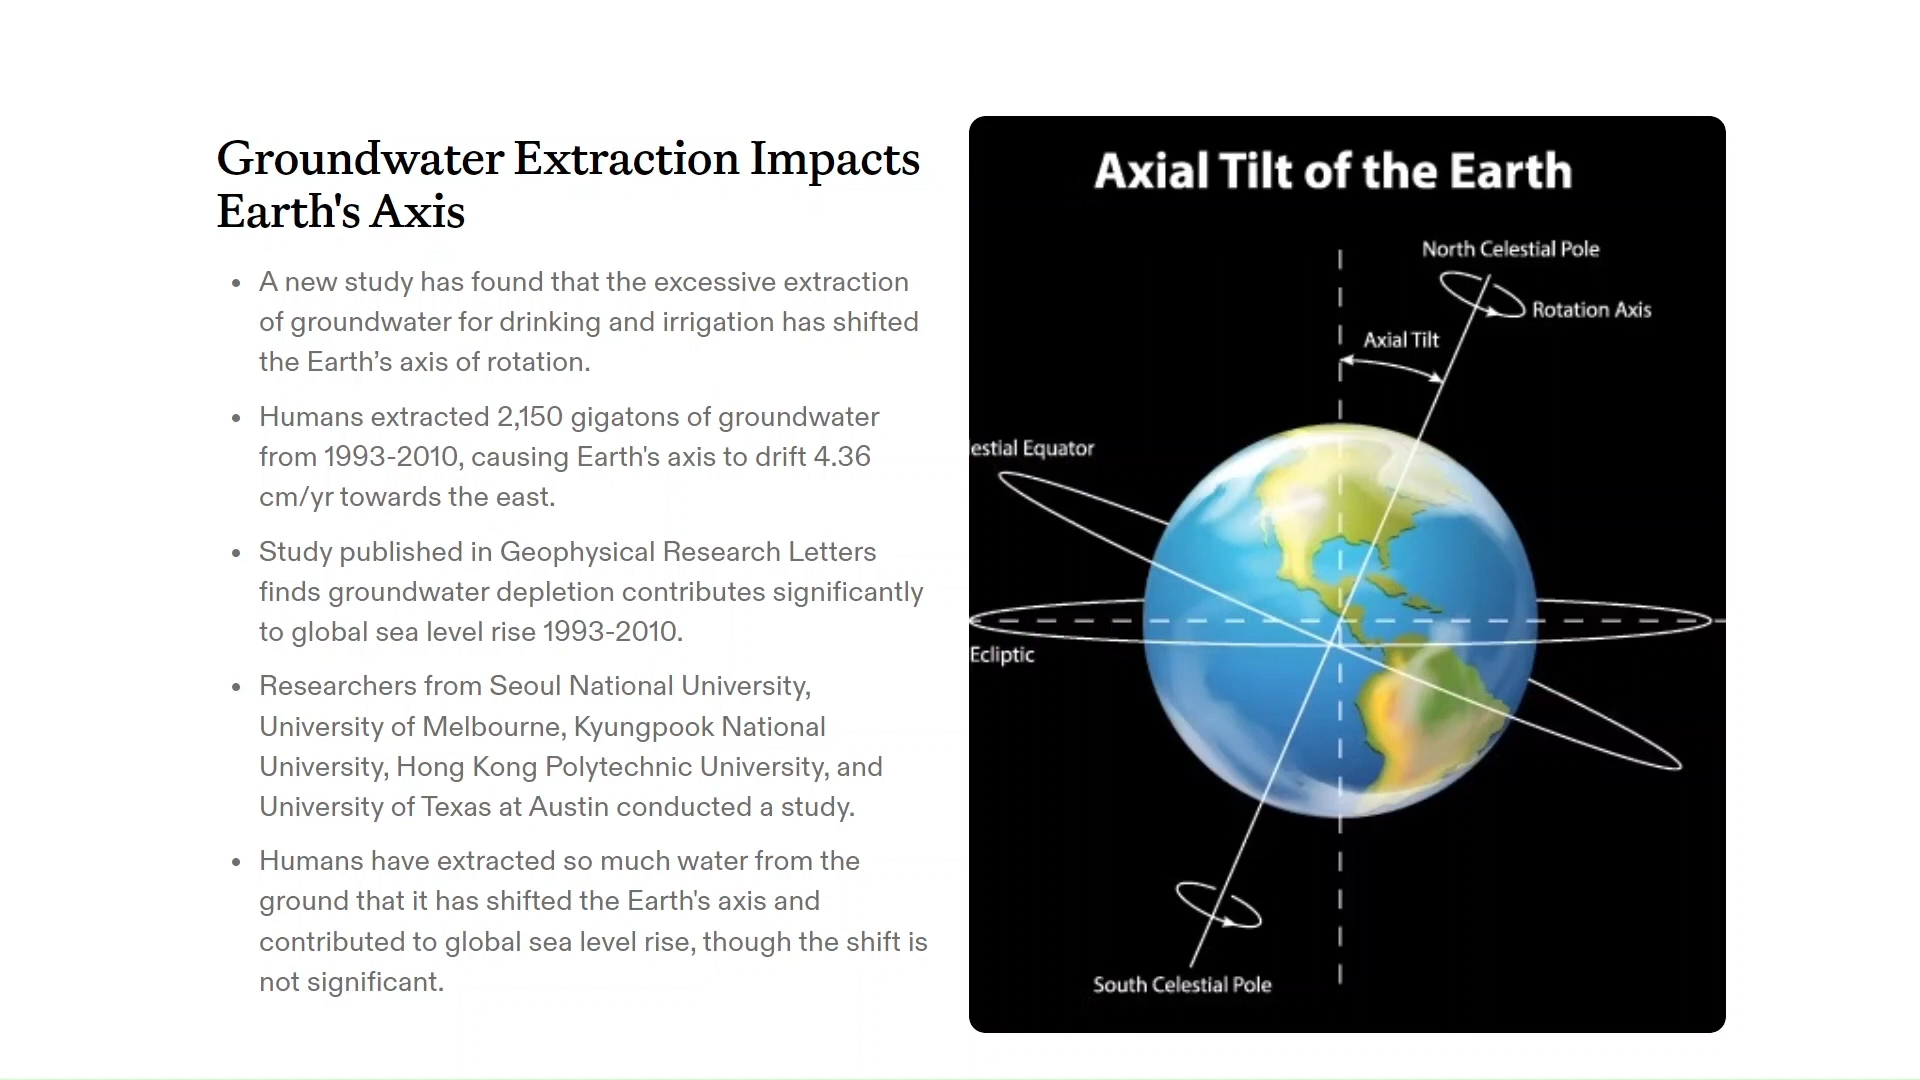 Groundwater Extraction Impacts
Earth's Axis
• A new study has found that the excessive extraction
of groundwater for drinking and irrigation has shifted
the Earth’s axis of rotation.
• Humans extracted 2,150 gigatons of groundwater
from 1993-2010, causing Earth's axis to drift 4.36
cm/yr towards the east.
• Study published in Geophysical Research Letters
finds groundwater depletion contributes significantly
to global sea level rise 1993-2010.
• Researchers from Seoul National University,
University of Melbourne, Kyungpook National
University, Hong Kong Polytechnic University, and
University of Texas at Austin conducted a study.
• Humans have extracted so much water from the
ground that it has shifted the Earth's axis and
contributed to global sea level rise, though the shift is
not significant.
Axial Tilt of the Earth
North Celestial Pole
Rotation Axis
Axial Tilt
estial Equator
Ecliptic
South Celestial Pole